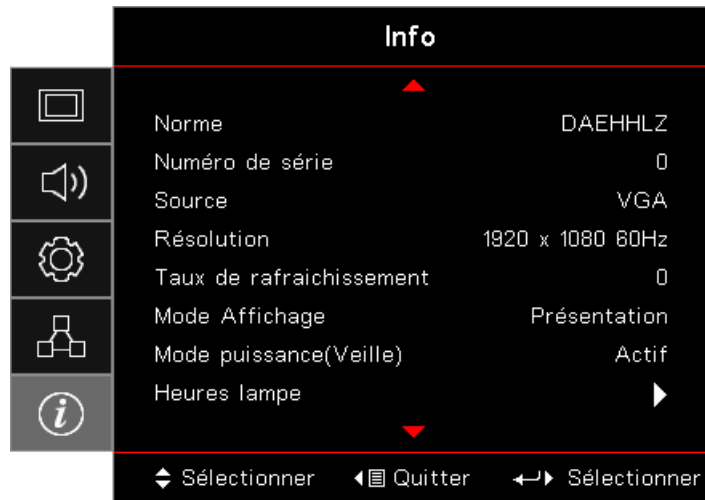 Info
Norme DAEHHLZ
Numéro de série 0
Source VGA
Résolution 1920 x 1080 60Hz
Taux de rafraichissement 0
Mode Affichage Présentation
Mode puissance(Veille) Actif
Heures lampe
Sélectionner Quitter Sélectionner